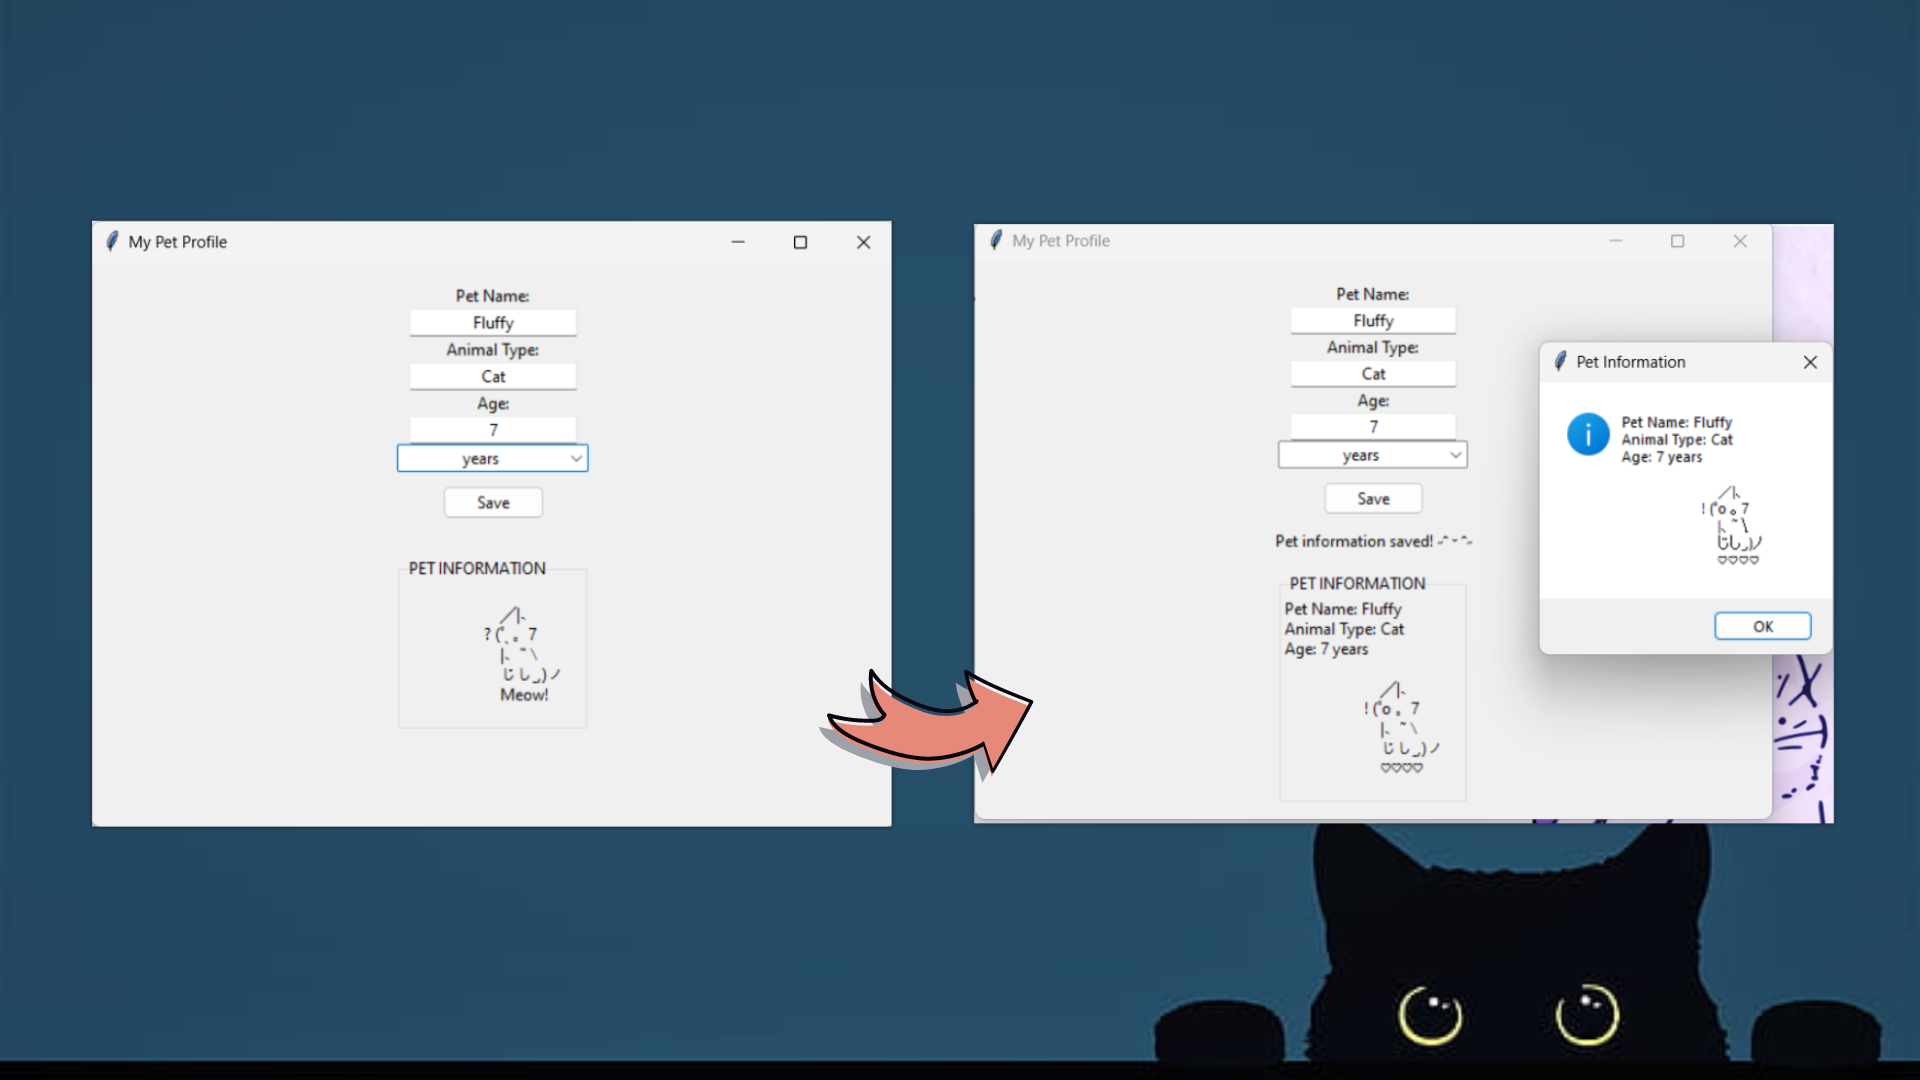 My Pet Profile
Pet Name:
Fluffy
Animal Type:
Cat
Age:
7
years
Save
PET INFORMATION
／|、
? (˚ˎ 。7
|、˜ \
じしˍ,)ノ
Meow!
My Pet Profile
Pet Name:
Fluffy
Animal Type:
Cat
Age:
7
years
Save
Pet information saved! ˶ᵔ ᵕ ᵔ˶
PET INFORMATION
Pet Name: Fluffy
Animal Type: Cat
Age: 7 years
／|、
! (˚o 。7
|、˜ \
じしˍ,)ノ
♡♡♡♡
Pet Information
Pet Name: Fluffy
Animal Type: Cat
Age: 7 years
／|、
! (˚o 。7
|、˜ \
じしˍ,)ノ
♡♡♡♡
OK